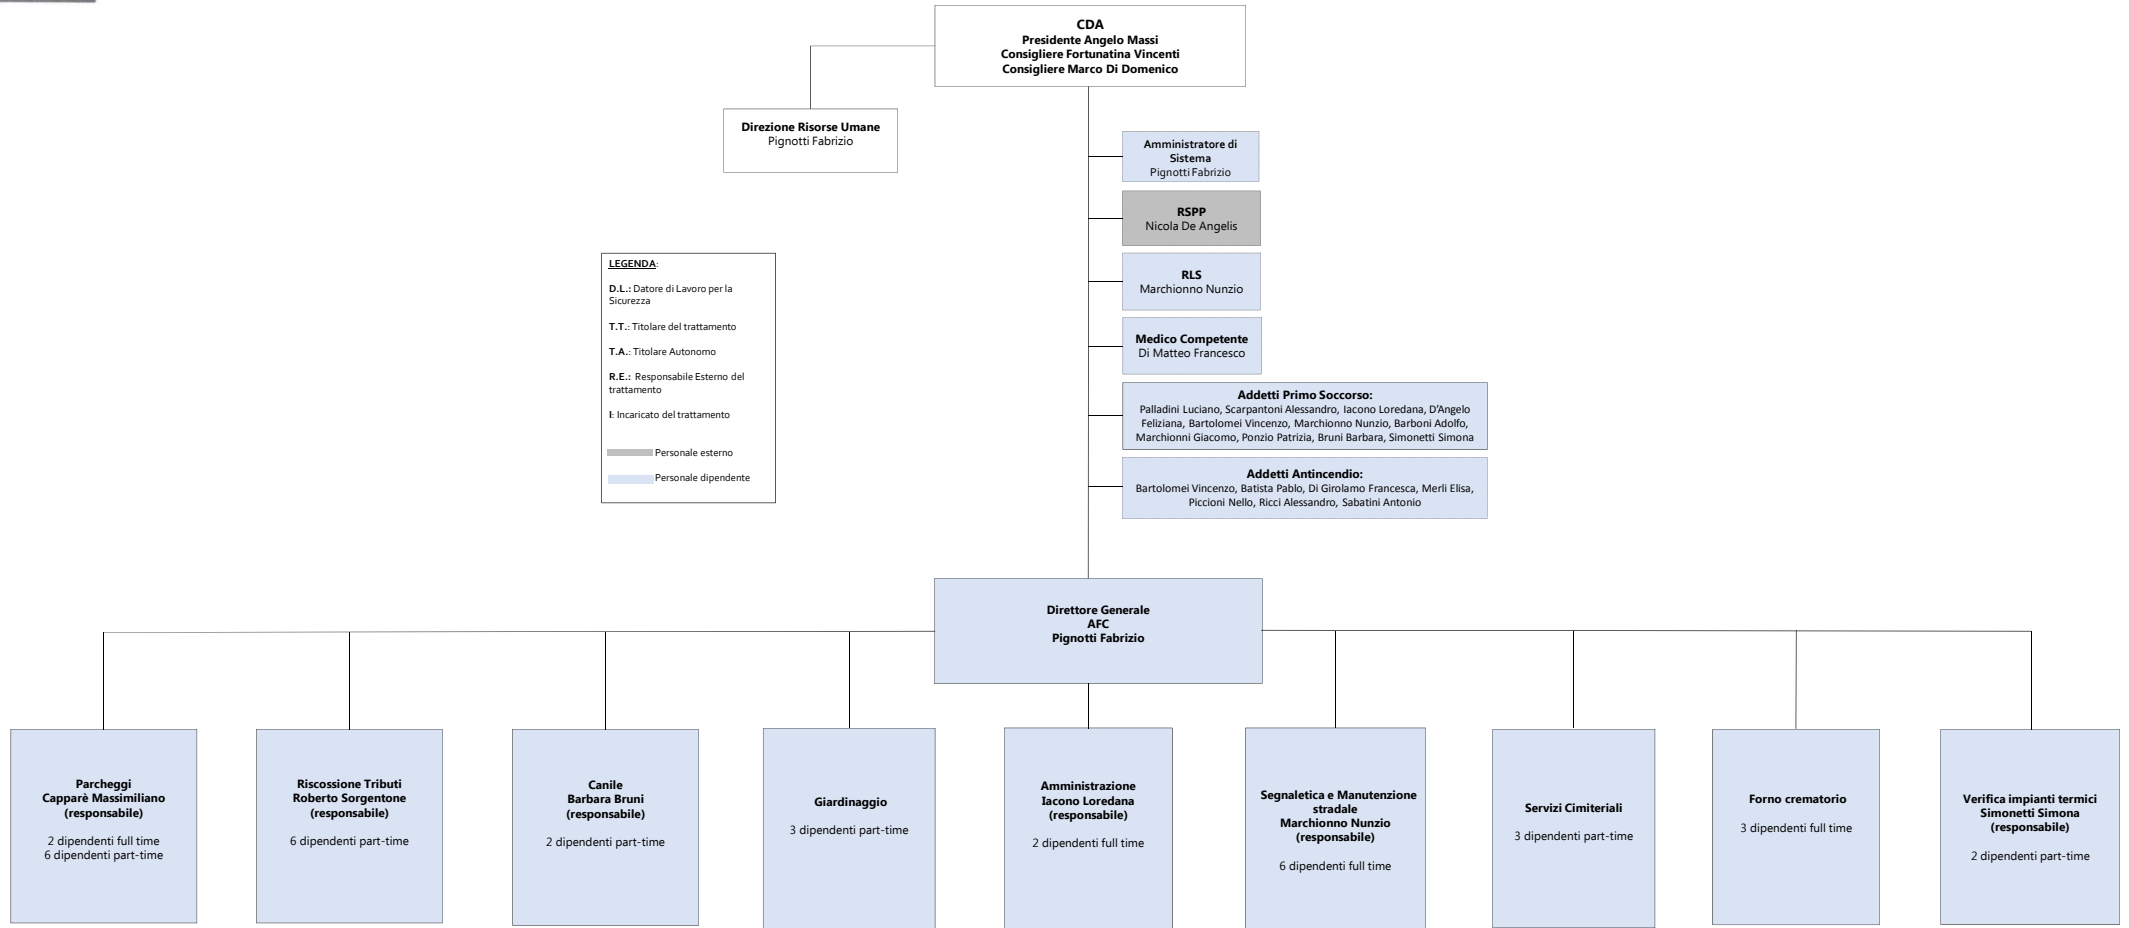 CDA
Presidente Angelo Massi
Consigliere Fortunatina Vincenti
Consigliere Marco Di Domenico
Direzione Risorse Umane
Pignotti Fabrizio
Amministratore di
Sistema
Pignotti Fabrizio
RSPP
Nicola De Angelis
RLS
Marchionno Nunzio
Medico Competente
Di Matteo Francesco
Addetti Primo Soccorso:
Palladini Luciano, Scarpantoni Alessandro, Iacono Loredana, D'Angelo
Feliziana, Bartolomei Vincenzo, Marchionno Nunzio, Barboni Adolfo,
Marchionni Giacomo, Ponzio Patrizia, Bruni Barbara, Simonetti Simona
Addetti Antincendio:
Bartolomei Vincenzo, Batista Pablo, Di Girolamo Francesca, Merli Elisa,
Piccioni Nello, Ricci Alessandro, Sabatini Antonio
LEGENDA:
D.L.: Datore di Lavoro per la
Sicurezza
T.T.: Titolare del trattamento
T.A.: Titolare Autonomo
R.E.: Responsabile Esterno del
trattamento
I: Incaricato del trattamento
Personale esterno
Personale dipendente
Direttore Generale
AFC
Pignotti Fabrizio
Parcheggi
Capparè Massimiliano
(responsabile)
2 dipendenti full time
6 dipendenti part-time
Riscossione Tributi
Roberto Sorgentone
(responsabile)
6 dipendenti part-time
Canile
Barbara Bruni
(responsabile)
2 dipendenti part-time
Giardinaggio
3 dipendenti part-time
Amministrazione
Iacono Loredana
(responsabile)
2 dipendenti full time
Segnaletica e Manutenzione
stradale
Marchionno Nunzio
(responsabile)
6 dipendenti full time
Servizi Cimiteriali
3 dipendenti part-time
Forno crematorio
3 dipendenti full time
Verifica impianti termici
Simonetti Simona
(responsabile)
2 dipendenti part-time